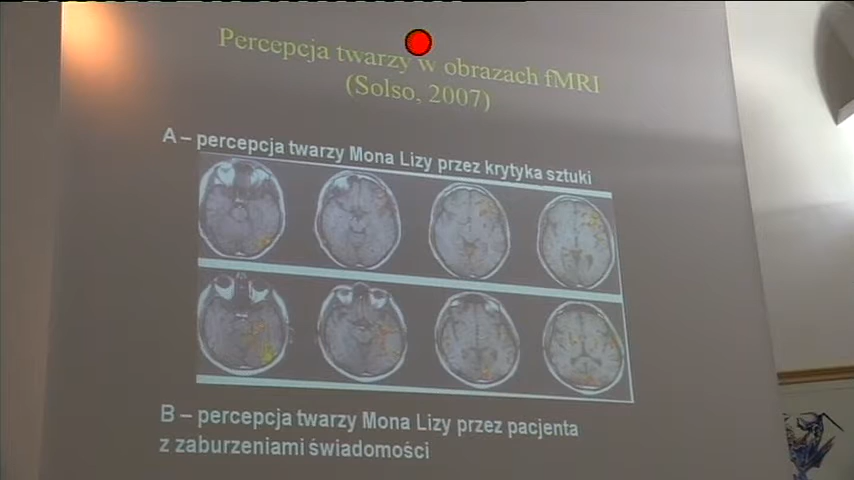 Percepcja twarzy w obrazach fMRI
(Solso, 2007)
A – percepcja twarzy Mona Lizy przez krytyka sztuki
B – percepcja twarzy Mona Lizy przez pacjenta
z zaburzeniami świadomości.